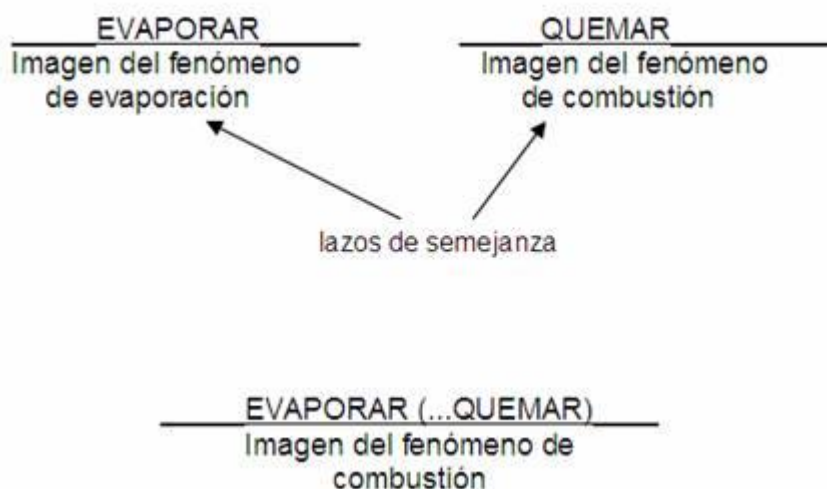 EVAPORAR
Imagen del fenómeno
de evaporación
QUEMAR
Imagen del fenómeno
de combustión
lazos de semejanza
EVAPORAR (...QUEMAR)
Imagen del fenómeno de
combustión